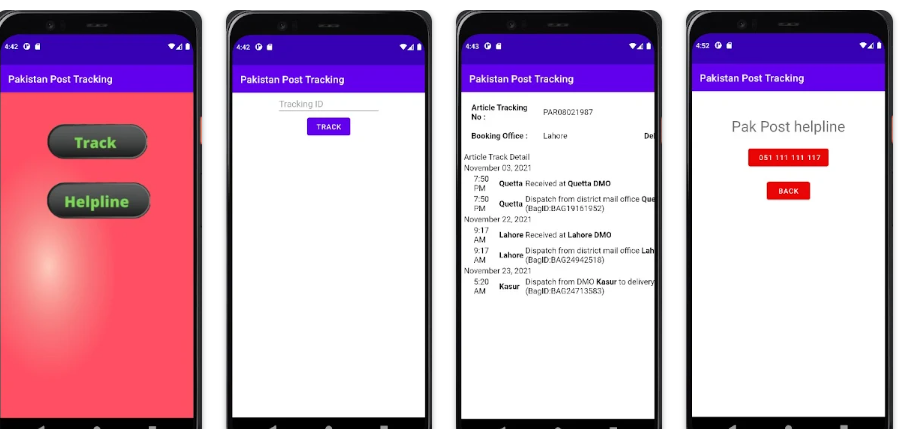 4:42
Pakistan Post Tracking
Track
Helpline
4:42
Pakistan Post Tracking
Tracking ID
TRACK
4:43
Pakistan Post Tracking
Article Tracking
No :
PAR08021987
Booking Office :
Lahore
Del
Article Track Detail
November 03, 2021
7:50
PM
Quetta Received at Quetta DMO
7:50
PM
Quetta Dispatch from district mail office Que
(BagID:BAG19161952)
November 22, 2021
9:17
AM
Lahore Received at Lahore DMO
9:17
AM
Lahore Dispatch from district mail office Lah
(BagID:BAG24942518)
November 23, 2021
5:20
AM
Kasur Dispatch from DMO Kasur to delivery
(BagID:BAG24713583)
4:52
Pakistan Post Tracking
Pak Post helpline
051 111 111 117
BACK